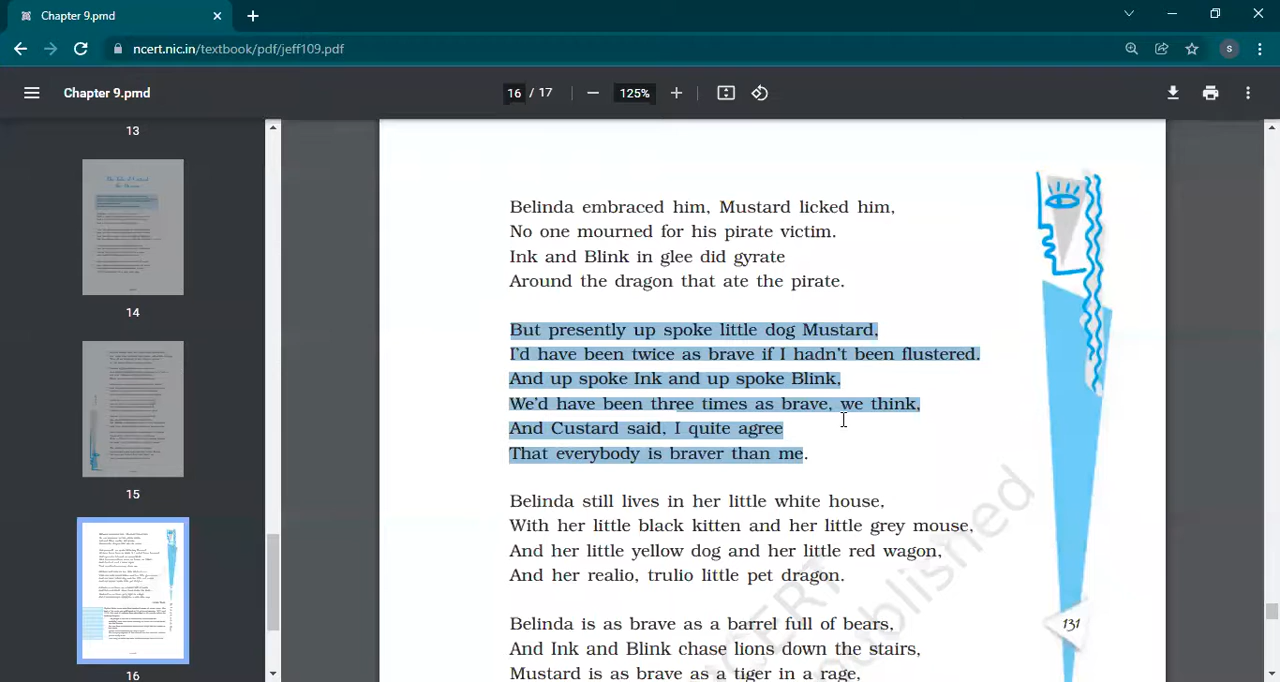 Chapter 9.pmd
ncert.nic.in/textbook/pdf/jeff109.pdf
S
Chapter 9.pmd
16 / 17
125%
13
14
15
16
Belinda embraced him, Mustard licked him,
No one mourned for his pirate victim.
Ink and Blink in glee did gyrate
Around the dragon that ate the pirate.
But presently up spoke little dog Mustard,
I'd have been twice as brave if I hadn't been flustered.
And up spoke Ink and up spoke Blink,
We'd have been three times as brave, we think,
And Custard said, I quite agree
That everybody is braver than me.
Belinda still lives in her little white house,
With her little black kitten and her little grey mouse,
And her little yellow dog and her little red wagon,
And her realio, trulio little pet dragon.
Belinda is as brave as a barrel full of bears,
And Ink and Blink chase lions down the stairs,
Mustard is as brave as a tiger in a rage,
131